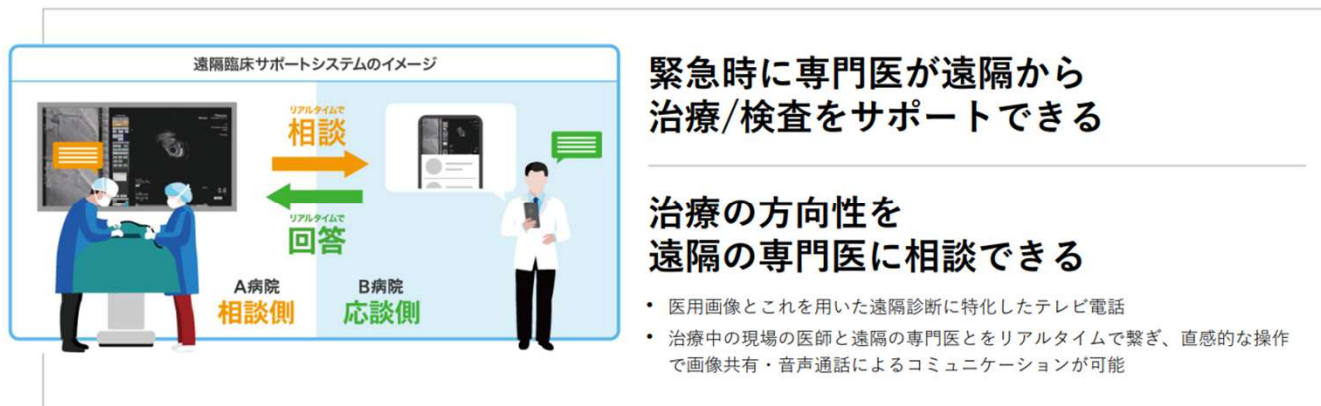 遠隔臨床サポートシステムのイメージ
リアルタイムで
相談
リアルタイムで
回答
A病院
相談側
B病院
応談側
緊急時に専門医が遠隔から
治療/検査をサポートできる
治療の方向性を
遠隔の専門医に相談できる
• 医用画像とこれを用いた遠隔診断に特化したテレビ電話
• 治療中の現場の医師と遠隔の専門医とをリアルタイムで繋ぎ、直感的な操作
で画像共有・音声通話によるコミュニケーションが可能